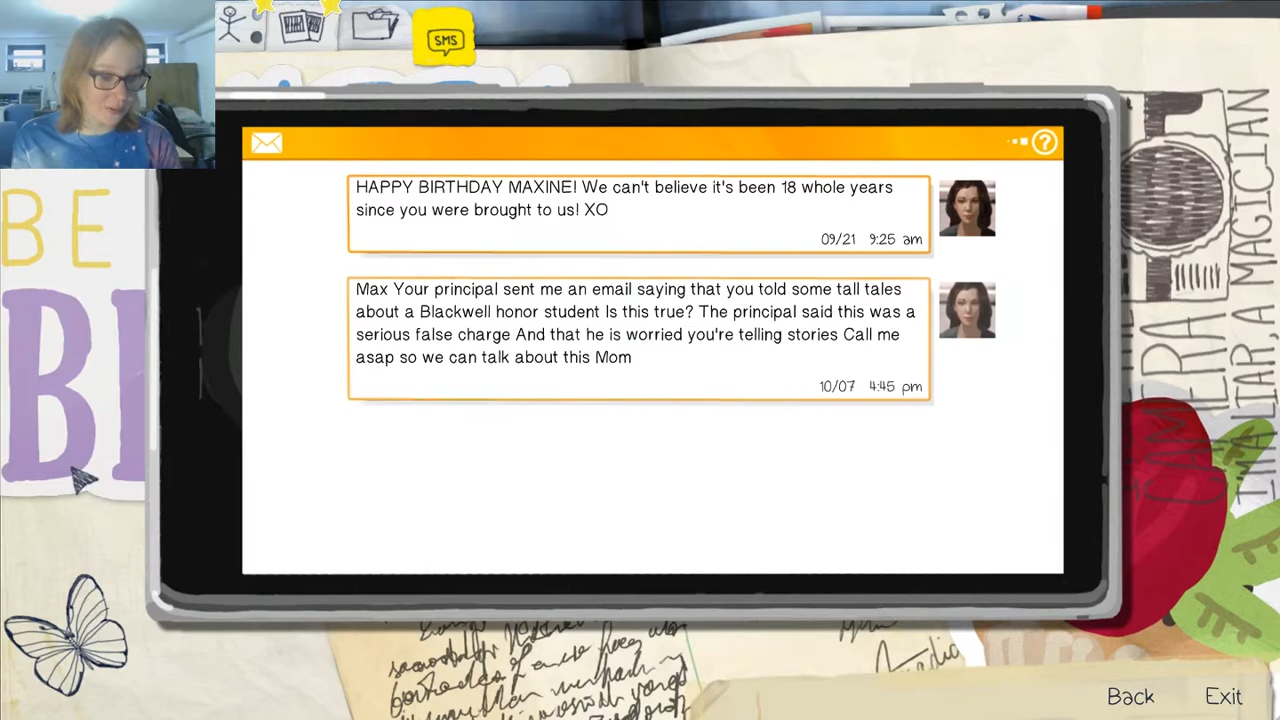 SMS
HAPPY BIRTHDAY MAXINE! We can't believe it's been 18 whole years
since you were brought to us! XO
09/21 9:25 am
Max Your principal sent me an email saying that you told some tall tales
about a Blackwell honor student Is this true? The principal said this was a
serious false charge And that he is worried you're telling stories Call me
asap so we can talk about this Mom
10/07 4:45 pm
?
BE
B
CAMERA
LIAR, A MAGICIAN
Back
Exit